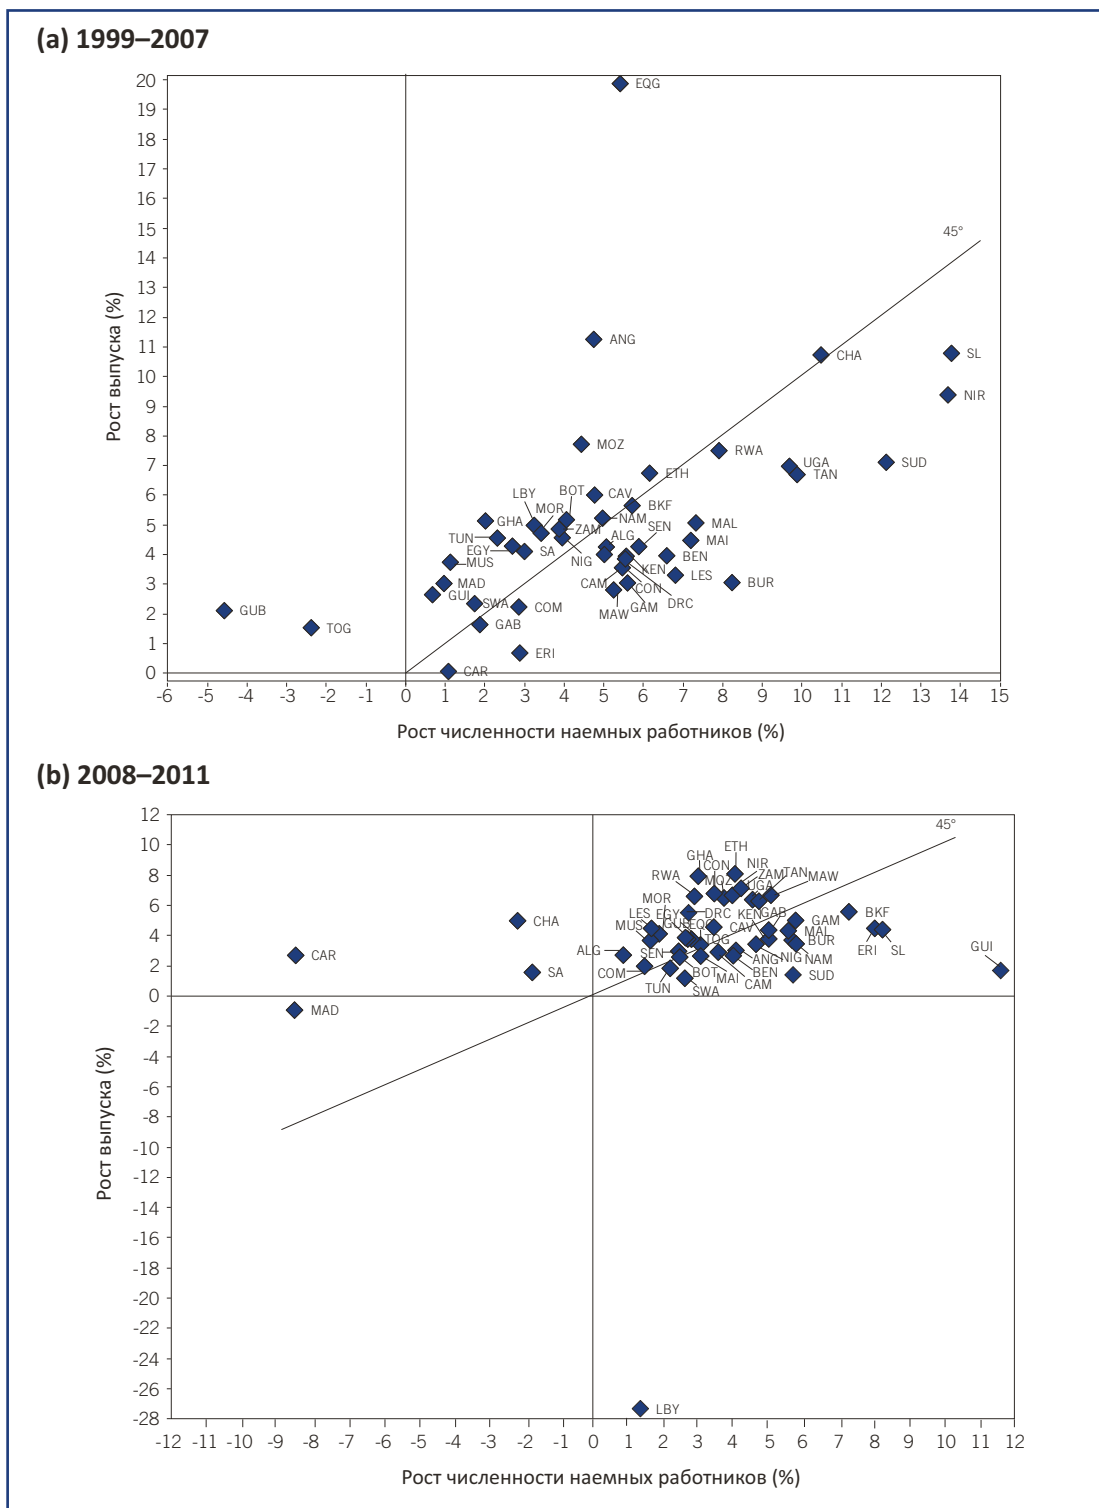 (a) 1999–2007
20
19
18
17
16
15
14
13
12
11
10
9
8
7
6
5
4
3
2
1
0
Рост выпуска (%)
EQG
45°
ANG
CHA
SL
NIR
MOZ
RWA
ETH
UGA
TAN
SUD
LBY
BOT
MOR
CAV
BKF
GHA
NAM
TUN
ZAM
ALG
SEN
MAL
MAI
EGY
SA
NIG
BEN
MUS
KEN
LES
MAD
CAM
CON
BUR
GUI
SWA
COM
MAW
GAM
DRC
GUB
TOG
GAB
ERI
CAR
-6 -5 -4 -3 -2 -1 0 1 2 3 4 5 6 7 8 9 10 11 12 13 14 15
Рост численности наемных работников (%)
(b) 2008–2011
12
10
8
6
4
2
0
-2
-4
-6
-8
-10
-12
-14
-16
-18
-20
-22
-24
-26
-28
Рост выпуска (%)
45°
ETH
GHA
CON
NIR
RWA
MOZ
ZAM
TAN
MAW
UGA
MOR
LES
EGY
DRC
KEN
GAB
GAM
BKF
MUS
GUB
EQG
CAV
MAL
CHA
ALG
SEN
TOG
BUR
ERI
SL
GUI
CAR
SA
COM
TUN
BOT
SWA
MAI
CAM
BEN
ANG
NIG
NAM
SUD
MAD
LBY
-12 -11 -10 -9 -8 -7 -6 -5 -4 -3 -2 -1 0 1 2 3 4 5 6 7 8 9 10 11 12
Рост численности наемных работников (%)